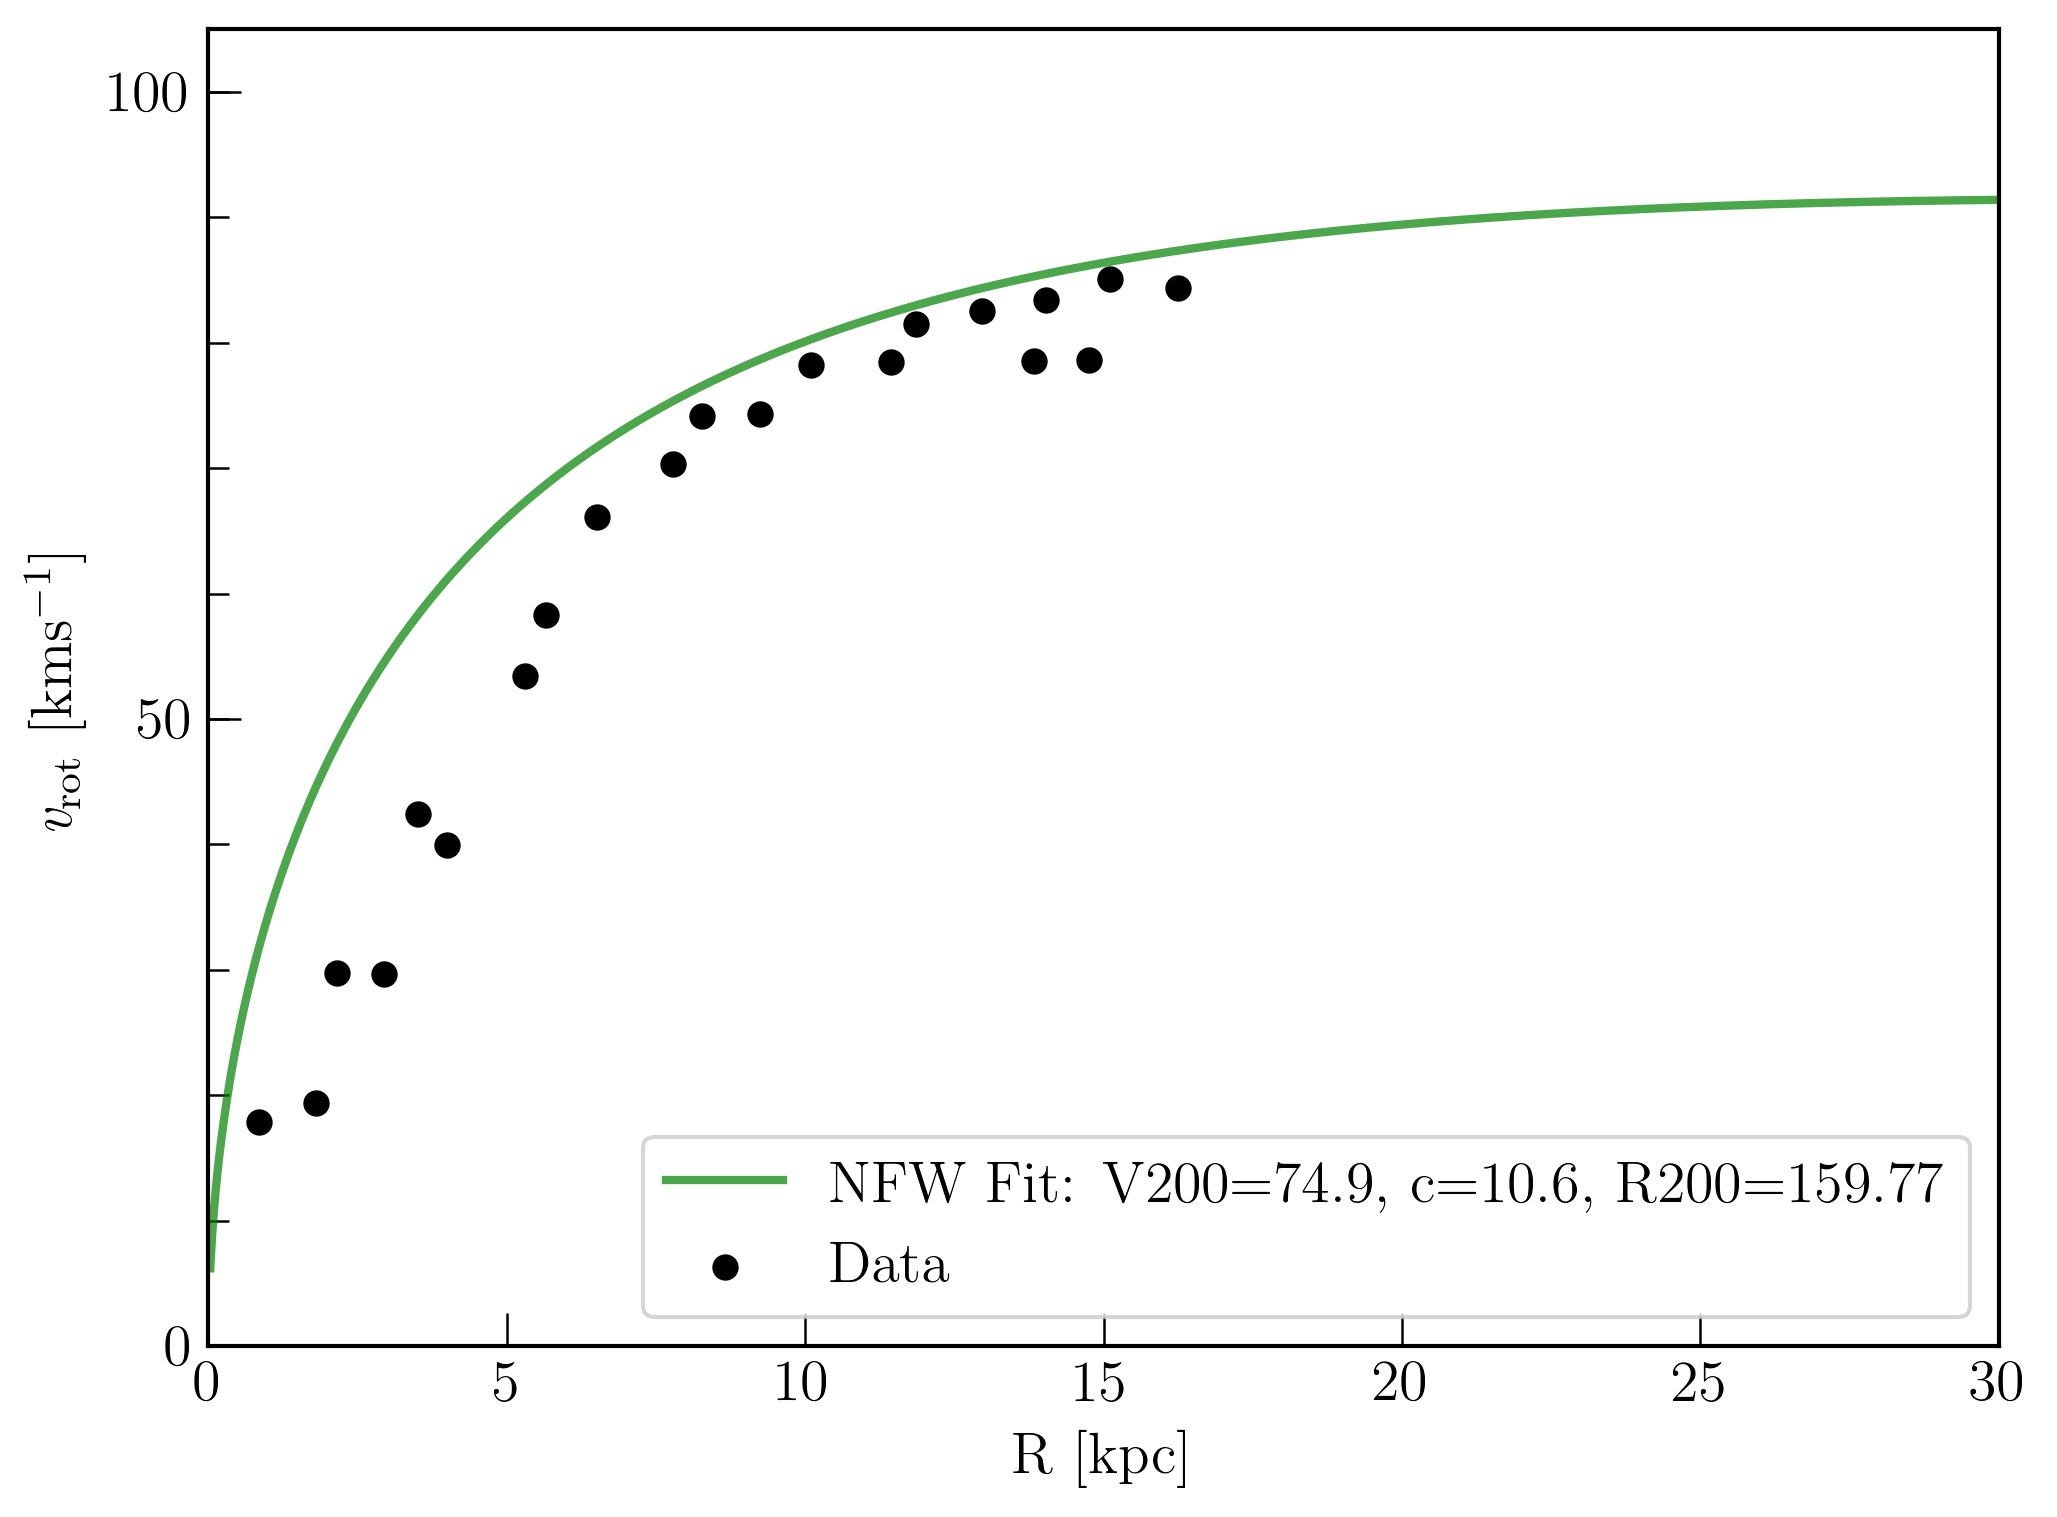 100
50
0
v_rot [kms^−1]
0 5 10 15 20 25 30
R [kpc]
NFW Fit: V200=74.9, c=10.6, R200=159.77
Data